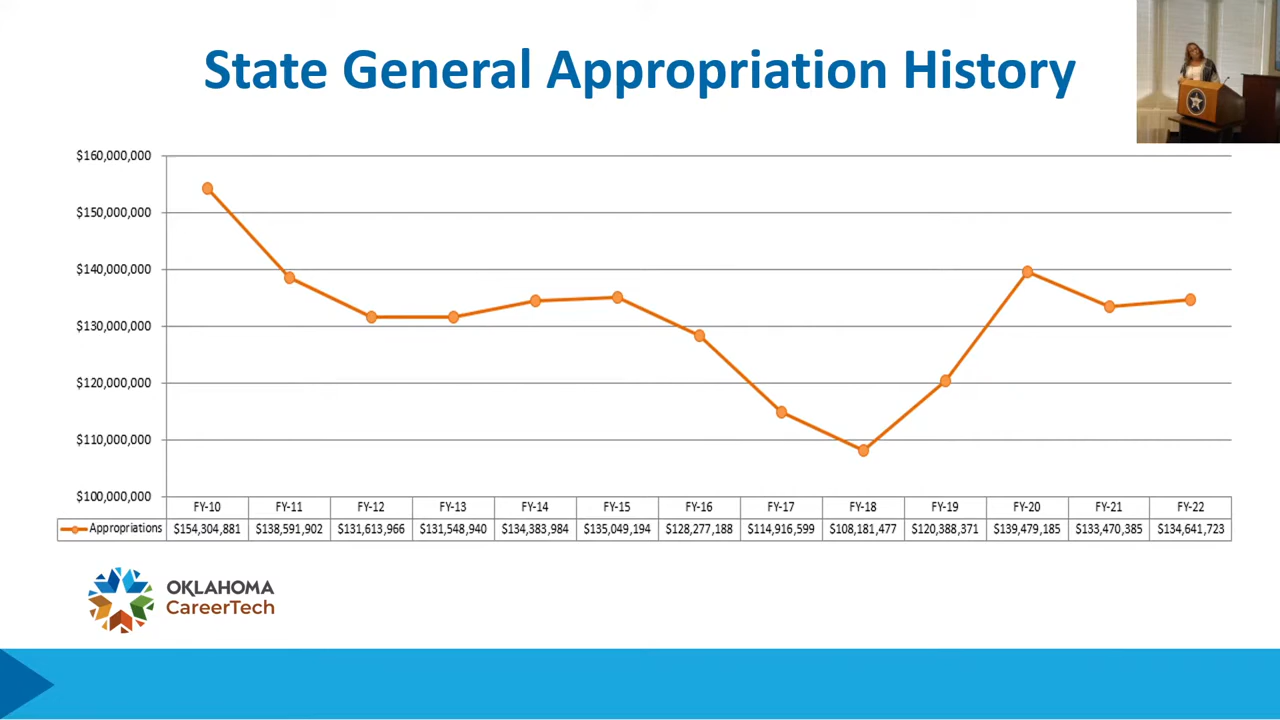 State General Appropriation History
$160,000,000
$150,000,000
$140,000,000
$130,000,000
$120,000,000
$110,000,000
$100,000,000
FY-10 FY-11 FY-12 FY-13 FY-14 FY-15 FY-16 FY-17 FY-18 FY-19 FY-20 FY-21 FY-22
Appropriations $154,304,881 $138,591,902 $131,613,966 $131,548,940 $134,383,984 $135,049,194 $128,277,188 $114,916,599 $108,181,477 $120,388,371 $139,479,185 $133,470,385 $134,641,723
OKLAHOMA
CareerTech